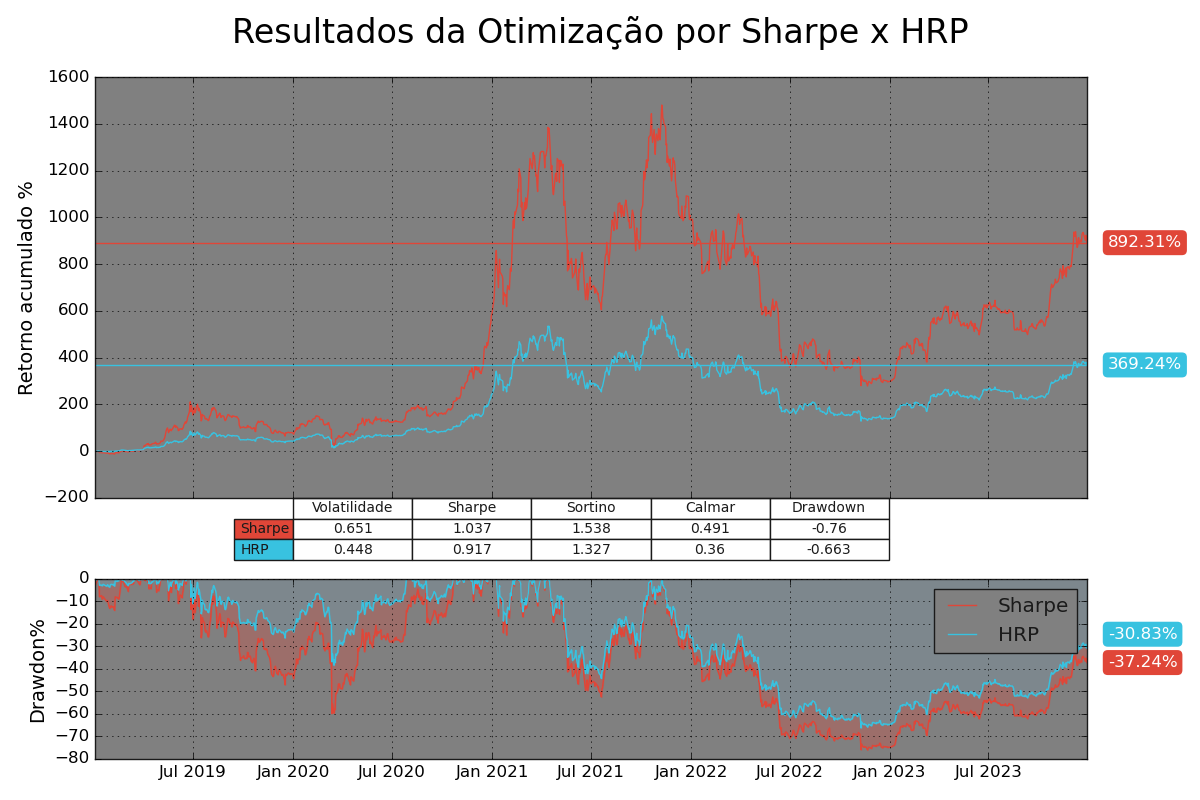 Resultados da Otimização por Sharpe x HRP
Retorno acumulado %
1600
1400
1200
1000
800
600
400
200
0
−200
892.31%
369.24%
Volatilidade Sharpe Sortino Calmar Drawdown
Sharpe 0.651 1.037 1.538 0.491 -0.76
HRP 0.448 0.917 1.327 0.36 -0.663
Drawdon%
0
−10
−20
−30
−40
−50
−60
−70
−80
Sharpe
HRP
-30.83%
-37.24%
Jul 2019 Jan 2020 Jul 2020 Jan 2021 Jul 2021 Jan 2022 Jul 2022 Jan 2023 Jul 2023